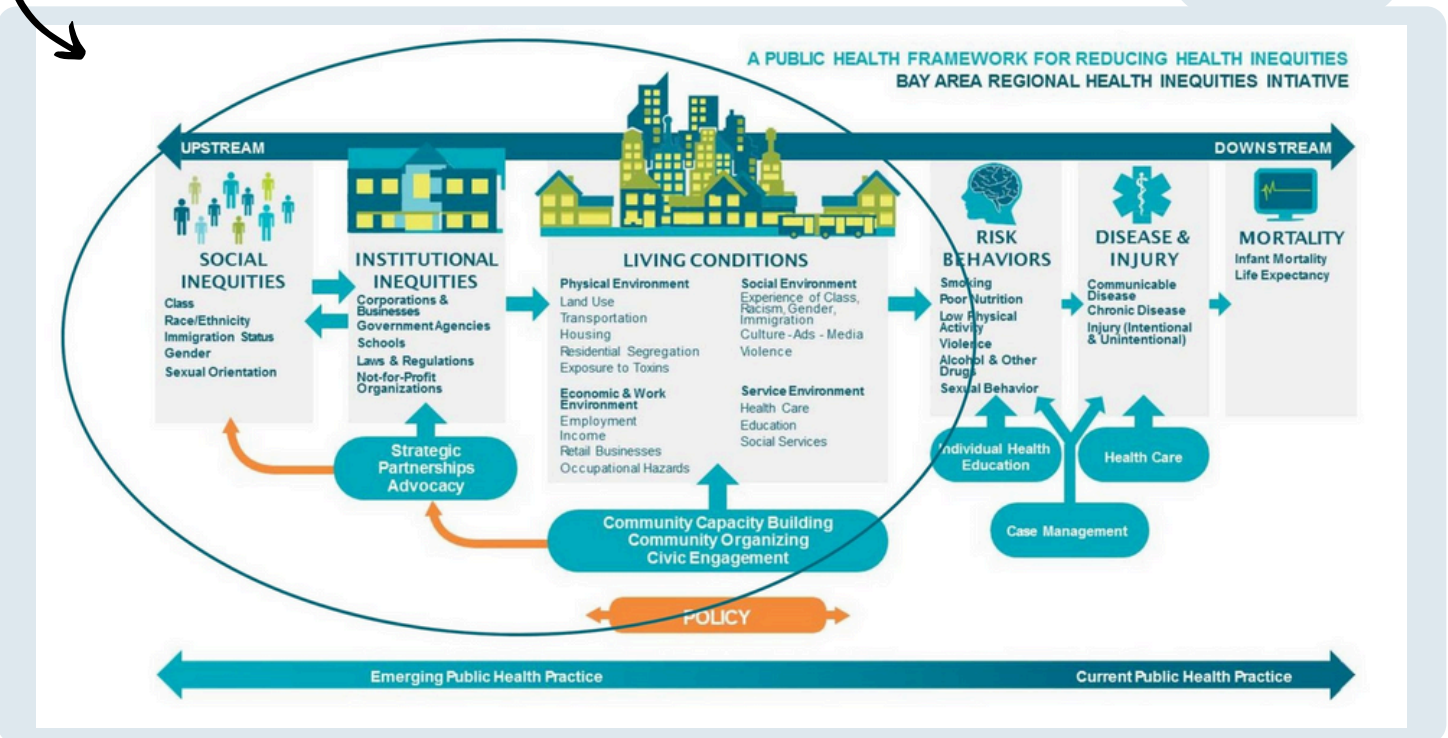 A PUBLIC HEALTH FRAMEWORK FOR REDUCING HEALTH INEQUITIES
BAY AREA REGIONAL HEALTH INEQUITIES INTIATIVE
UPSTREAM
DOWNSTREAM
SOCIAL
INEQUITIES
Class
Race/Ethnicity
Immigration Status
Gender
Sexual Orientation
INSTITUTIONAL
INEQUITIES
Corporations &
Businesses
Government Agencies
Schools
Laws & Regulations
Not-for-Profit
Organizations
LIVING CONDITIONS
Physical Environment
Land Use
Transportation
Housing
Residential Segregation
Exposure to Toxins
Economic & Work
Environment
Employment
Income
Retail Businesses
Occupational Hazards
Social Environment
Experience of Class,
Racism, Gender,
Immigration
Culture - Ads - Media
Violence
Service Environment
Health Care
Education
Social Services
RISK
BEHAVIORS
Smoking
Poor Nutrition
Low Physical
Activity
Violence
Alcohol & Other
Drugs
Sexual Behavior
DISEASE &
INJURY
Communicable
Disease
Chronic Disease
Injury (Intentional
& Unintentional)
MORTALITY
Infant Mortality
Life Expectancy
Strategic
Partnerships
Advocacy
Community Capacity Building
Community Organizing
Civic Engagement
Individual Health
Education
Health Care
Case Management
POLICY
Emerging Public Health Practice
Current Public Health Practice